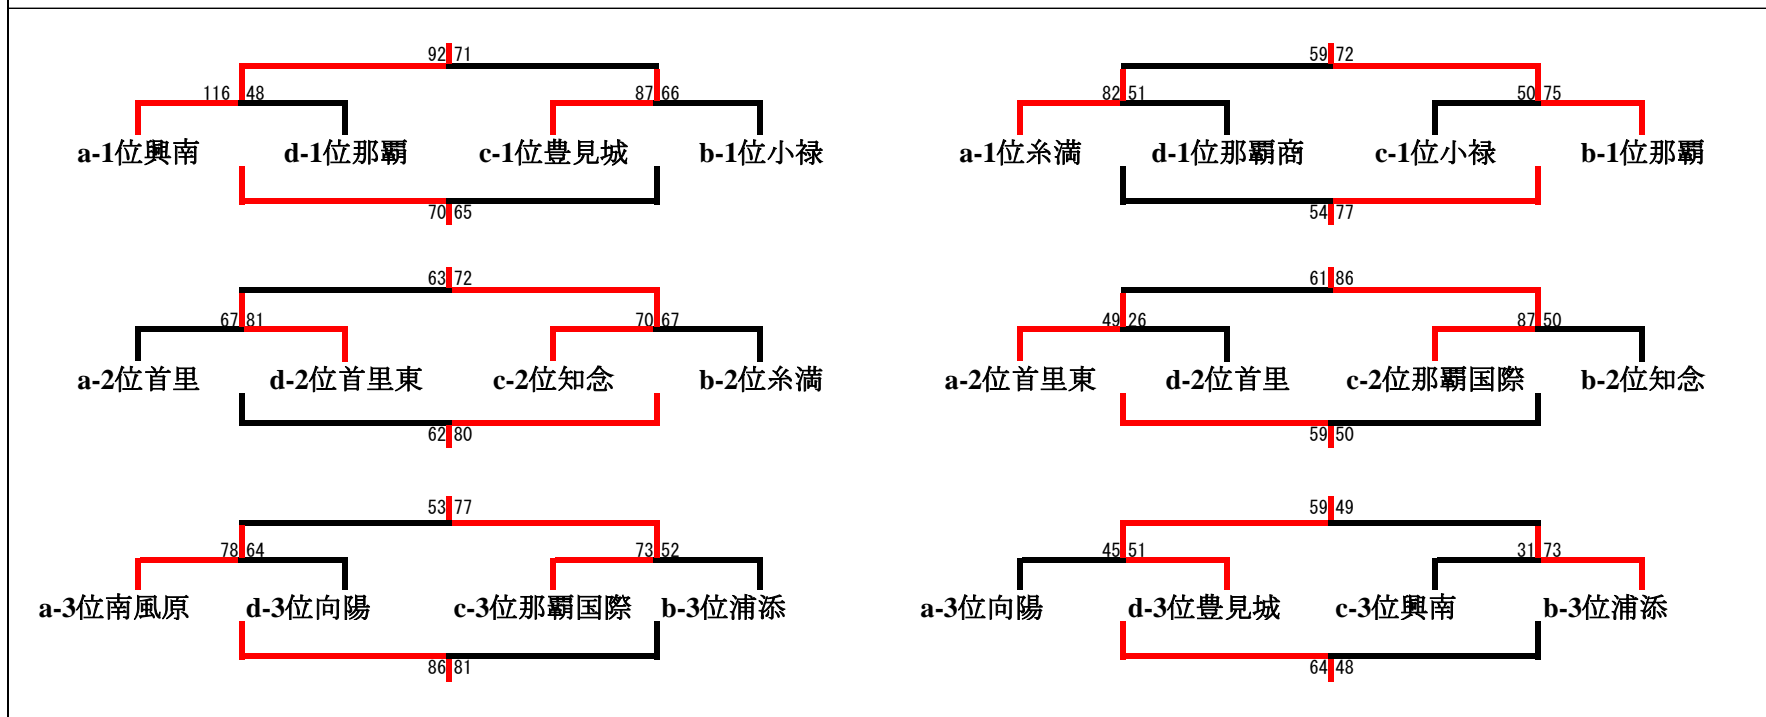 92 71 59 72
116 48 87 66 82 51 50 75
a-1位興南 d-1位那覇 c-1位豊見城 b-1位小禄 a-1位糸満 d-1位那覇商 c-1位小禄 b-1位那覇
70 65 54 77
63 72 61 86
67 81 70 67 49 26 87 50
a-2位首里 d-2位首里東 c-2位知念 b-2位糸満 a-2位首里東 d-2位首里 c-2位那覇国際 b-2位知念
62 80 59 50
53 77 59 49
78 64 73 52 45 51 31 73
a-3位南風原 d-3位向陽 c-3位那覇国際 b-3位浦添 a-3位向陽 d-3位豊見城 c-3位興南 b-3位浦添
86 81 64 48